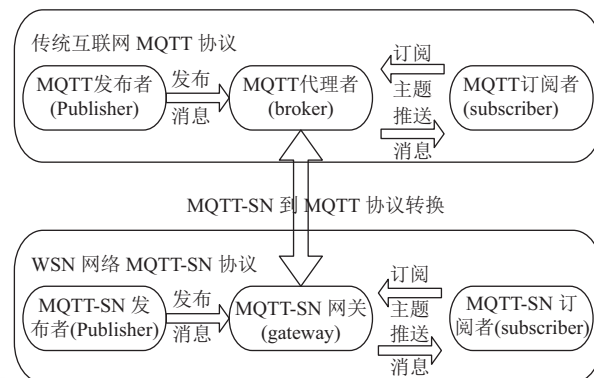 传统互联网 MQTT 协议
MQTT发布者
(Publisher)
发布
消息
MQTT代理者
(broker)
订阅
主题
推送
消息
MQTT订阅者
(subscriber)
MQTT-SN 到 MQTT 协议转换
WSN 网络 MQTT-SN 协议
MQTT-SN 发
布者(Publisher)
发布
消息
MQTT-SN 网关
(gateway)
订阅
主题
推送
消息
MQTT-SN 订
阅者(subscriber)